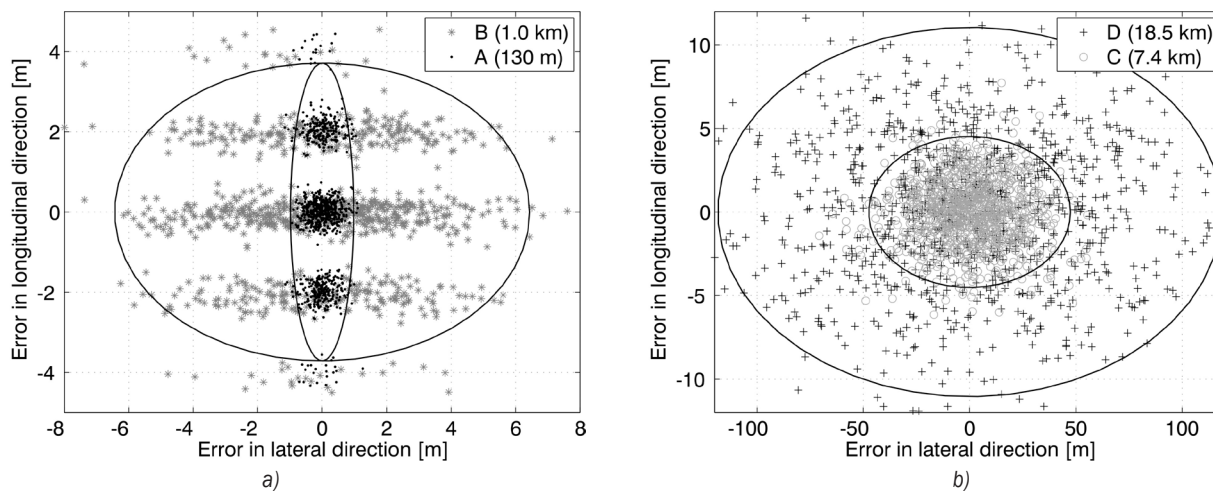 B (1.0 km)
A (130 m)
4
2
0
-2
-4
Error in longitudinal direction [m]
-8 -6 -4 -2 0 2 4 6 8
Error in lateral direction [m]
a)
D (18.5 km)
C (7.4 km)
10
5
0
-5
-10
Error in longitudinal direction [m]
-100 -50 0 50 100
Error in lateral direction [m]
b)